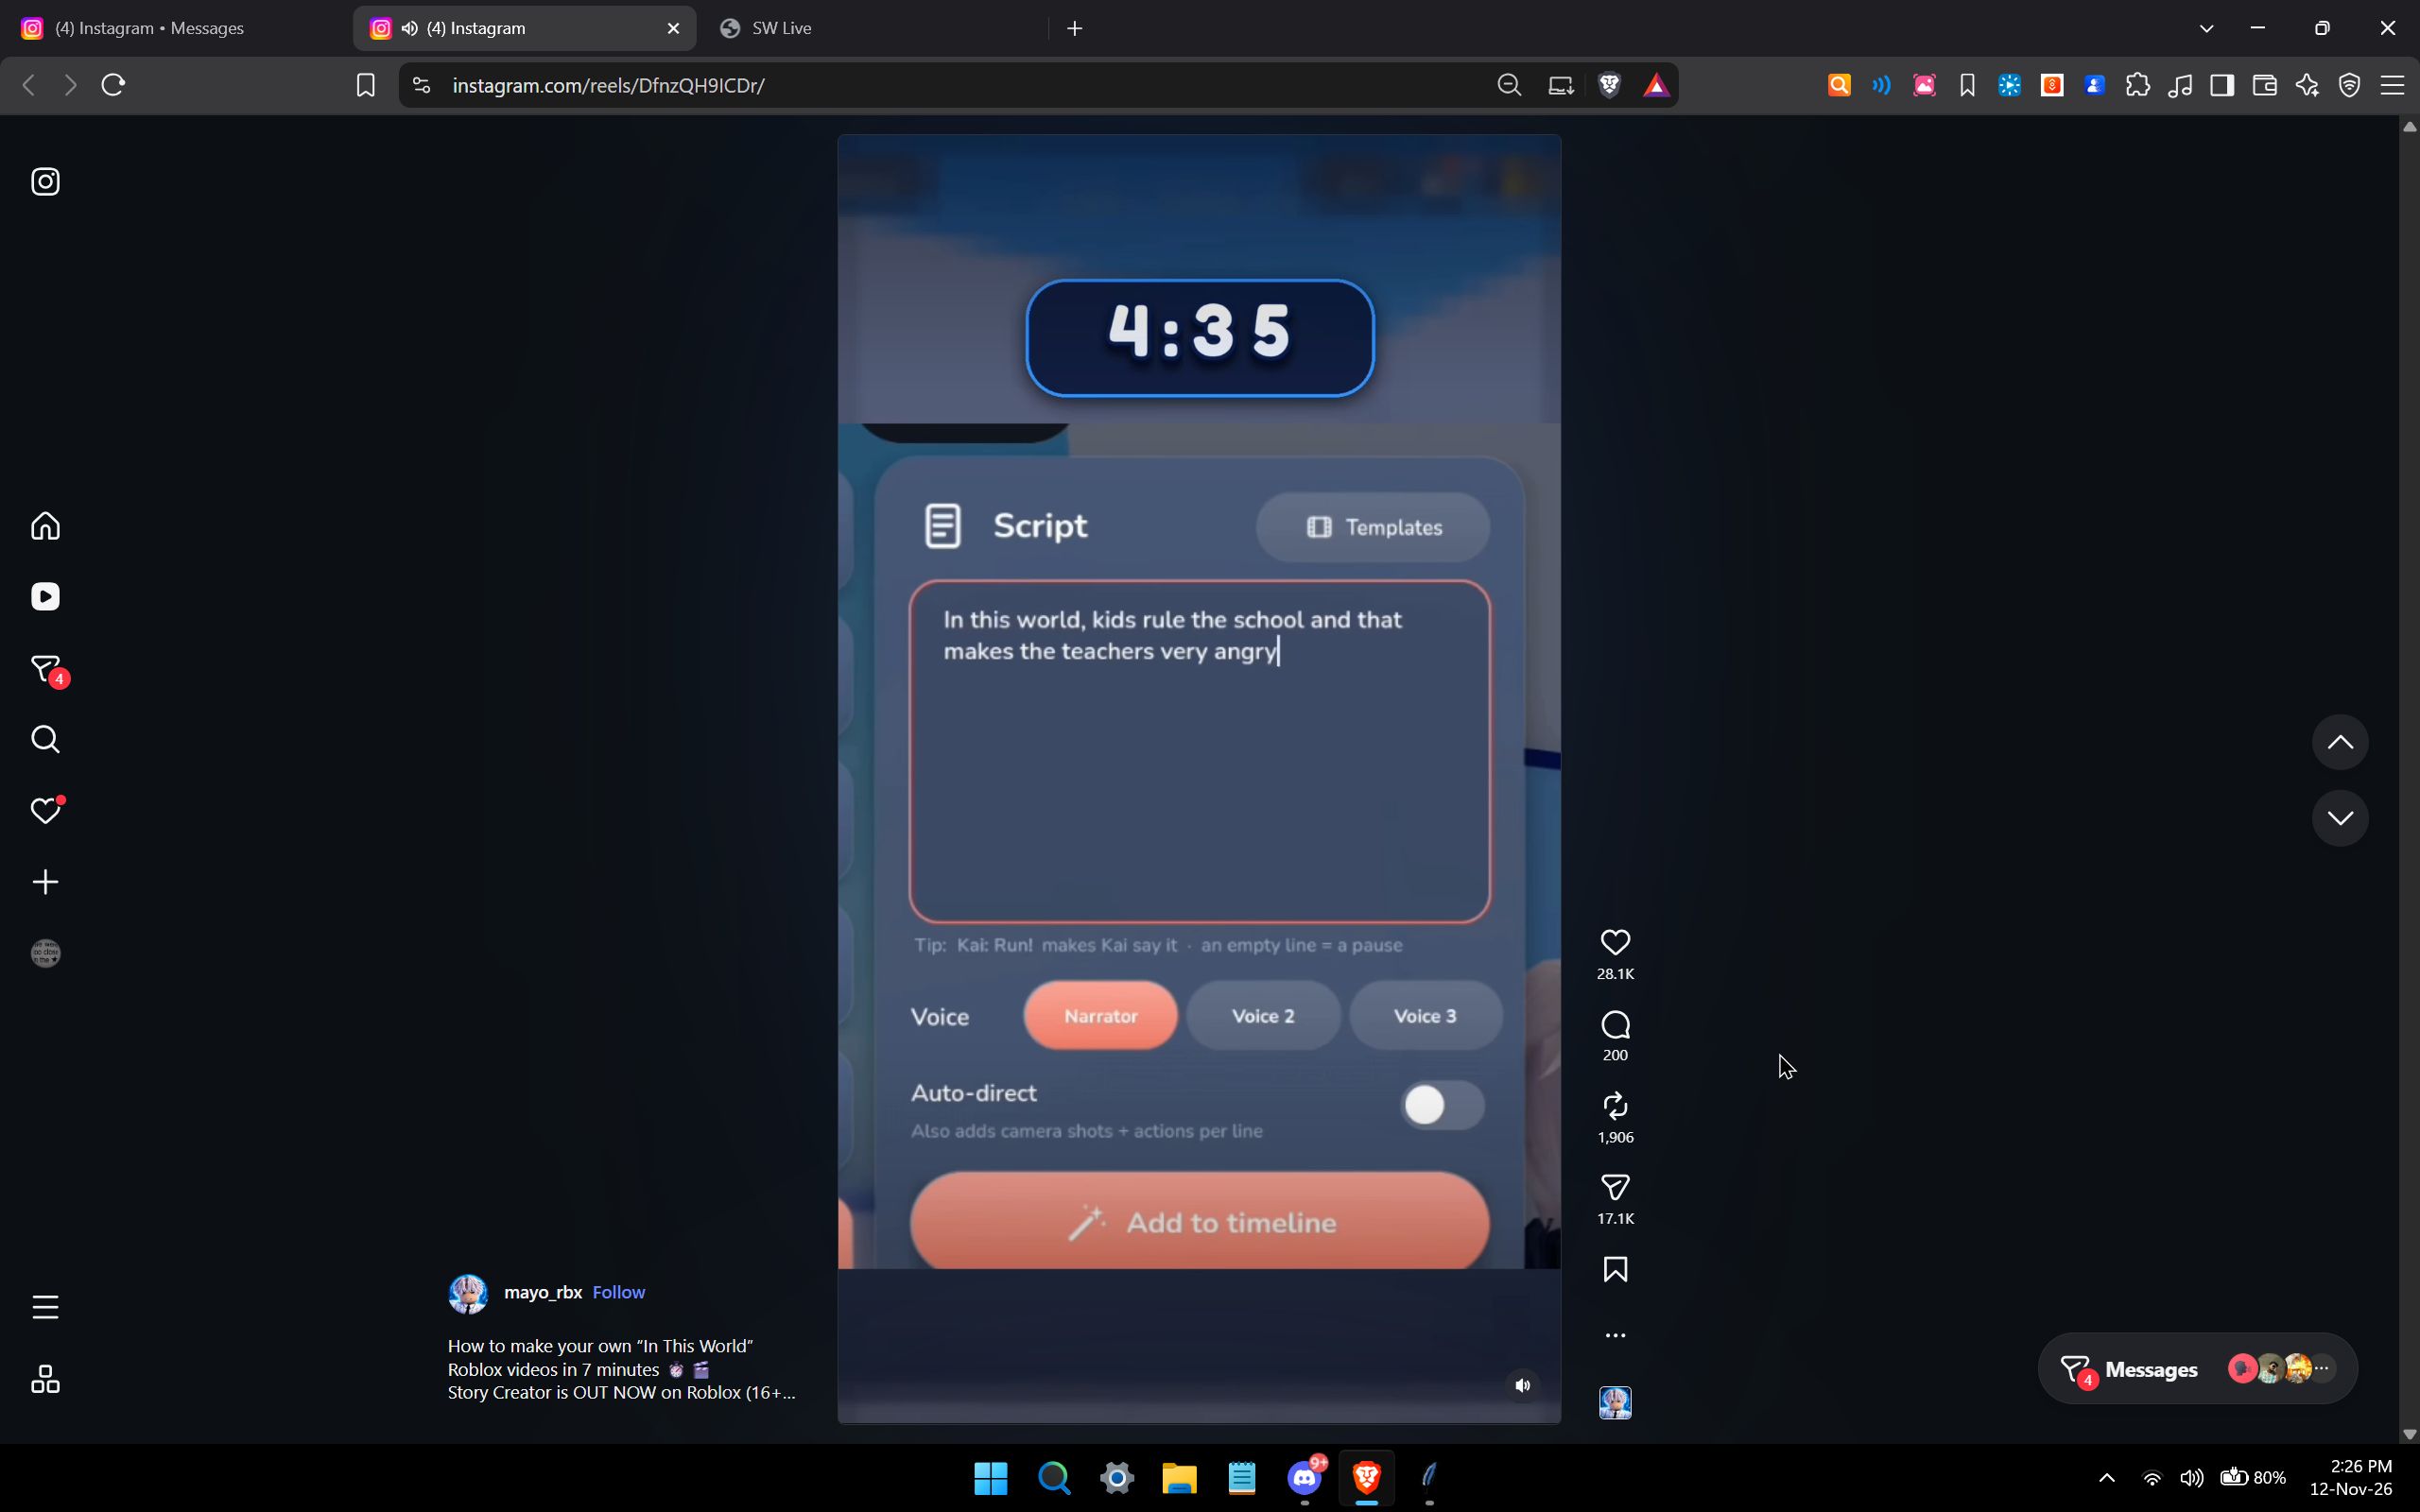 (4) Instagram • Messages
(4) Instagram
SW Live
instagram.com/reels/DfnzQH9ICDr/
4:35
Script
Templates
In this world, kids rule the school and that
makes the teachers very angry
Tip: Kai: Run! makes Kai say it · an empty line = a pause
Voice
Narrator
Voice 2
Voice 3
Auto-direct
Also adds camera shots + actions per line
Add to timeline
4
28.1K
200
1,906
17.1K
mayo_rbx Follow
How to make your own “In This World”
Roblox videos in 7 minutes
Story Creator is OUT NOW on Roblox (16+...
4
Messages
9+
80%
2:26 PM
12-Nov-26